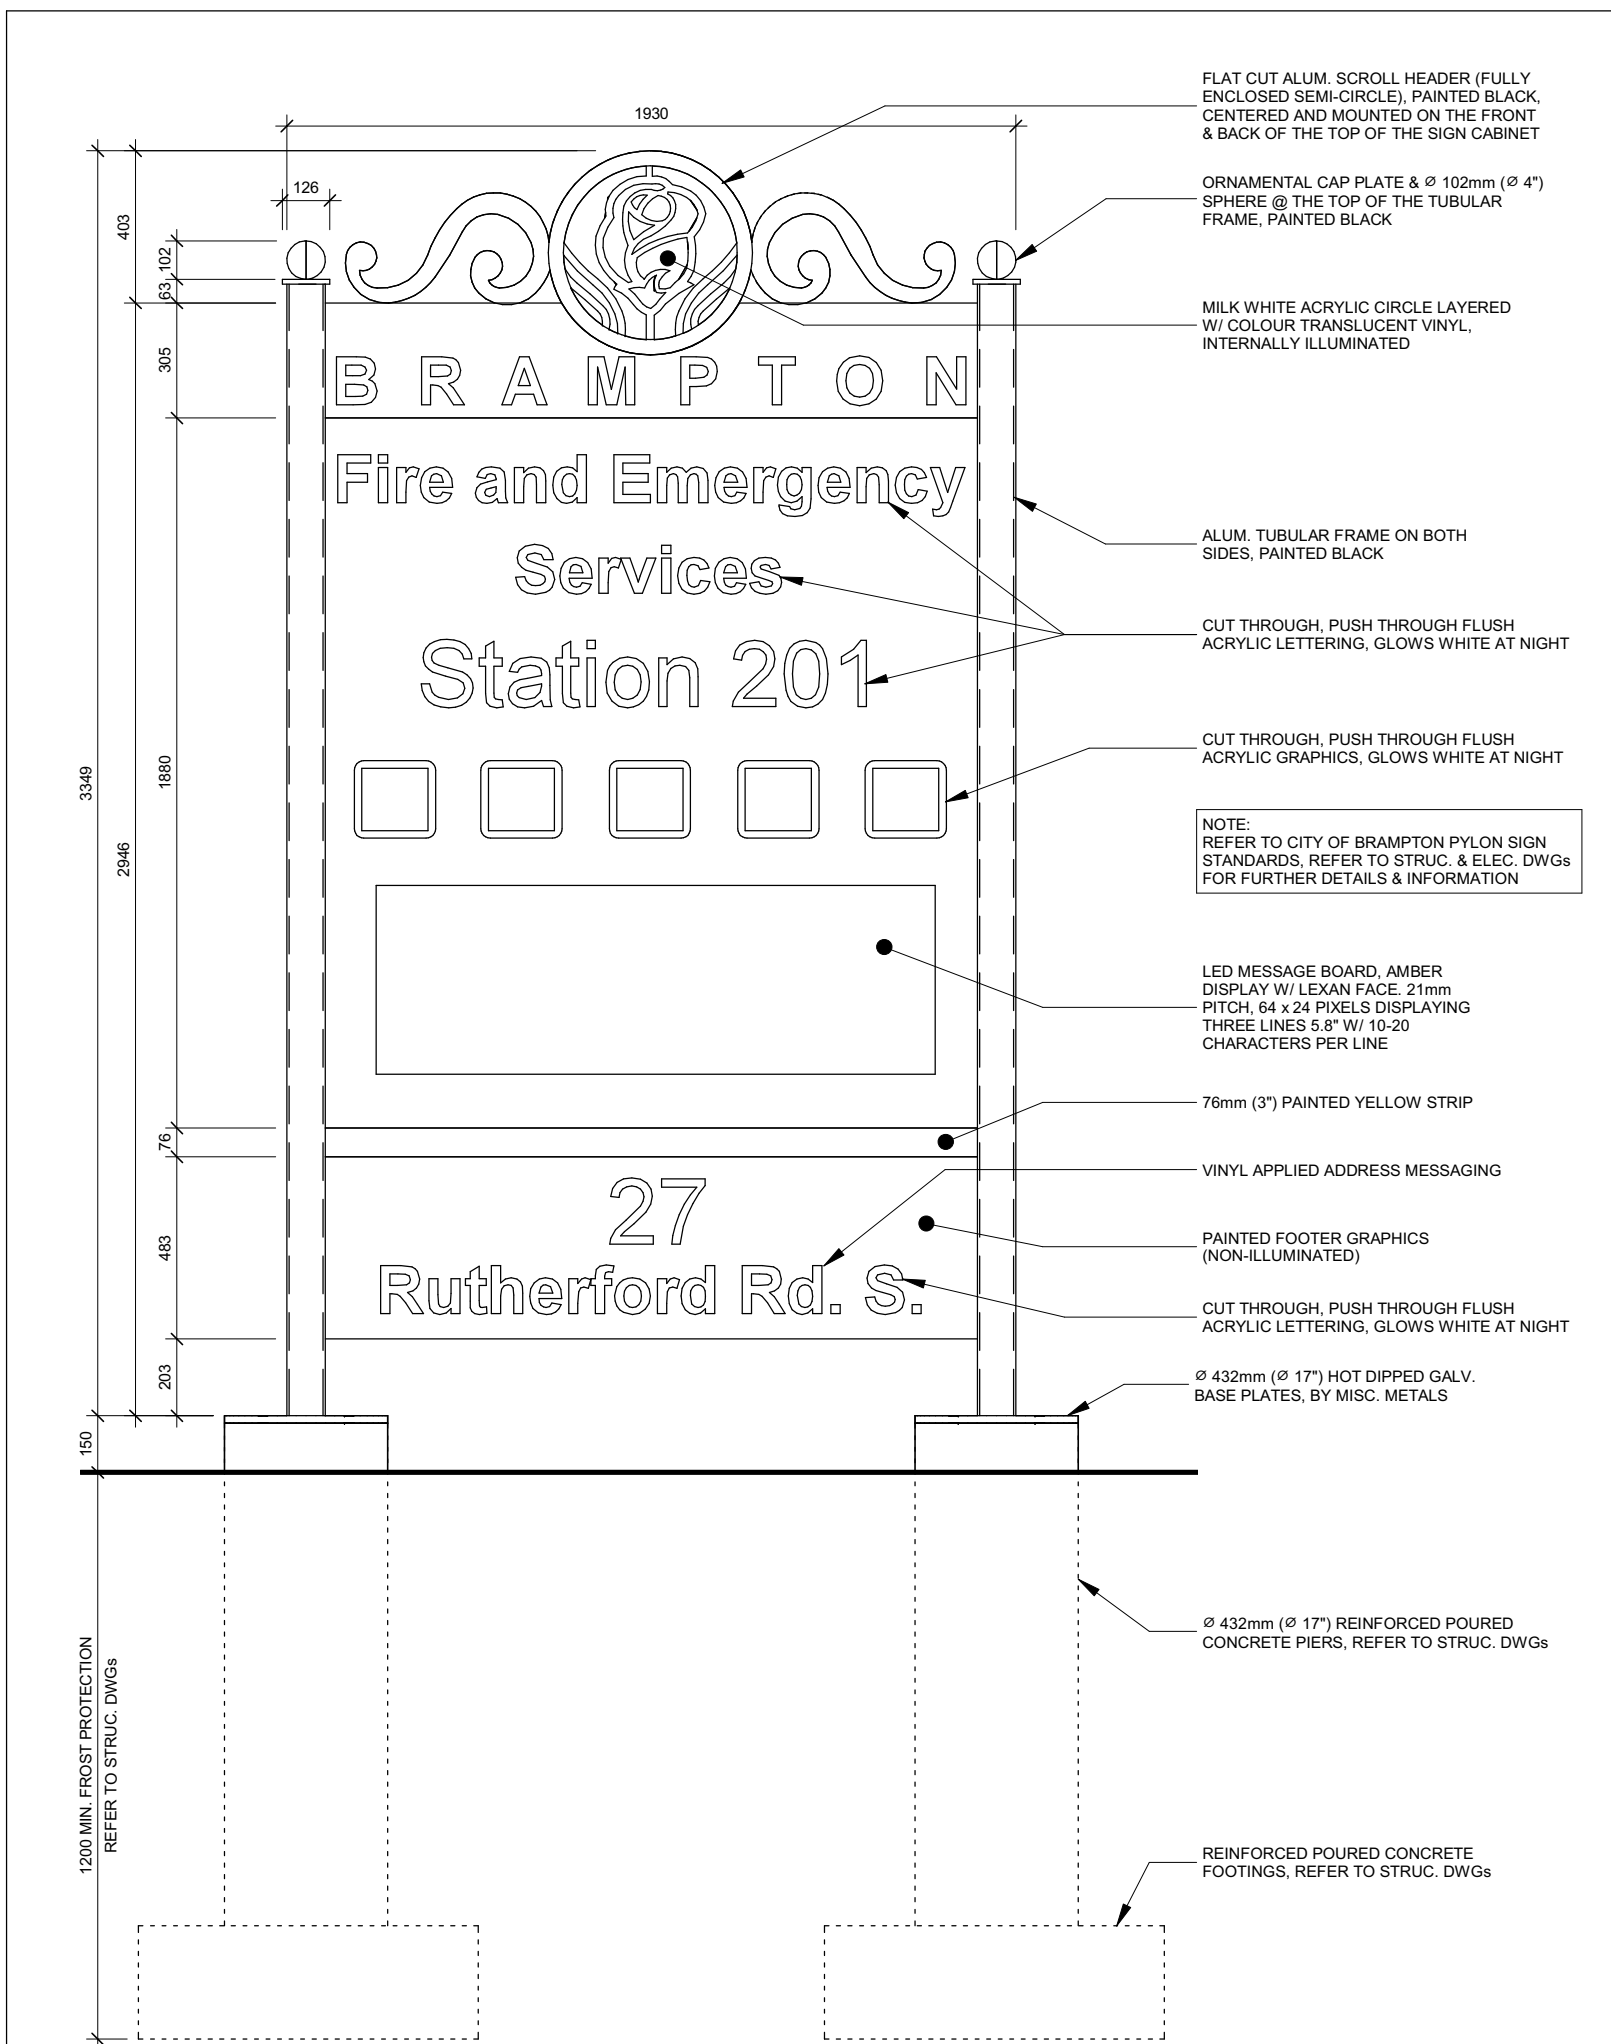 FLAT CUT ALUM. SCROLL HEADER (FULLY
ENCLOSED SEMI-CIRCLE), PAINTED BLACK,
CENTERED AND MOUNTED ON THE FRONT
& BACK OF THE TOP OF THE SIGN CABINET
1930
126
403
102
63
ORNAMENTAL CAP PLATE & Ø 102mm (Ø 4")
SPHERE @ THE TOP OF THE TUBULAR
FRAME, PAINTED BLACK
MILK WHITE ACRYLIC CIRCLE LAYERED
W/ COLOUR TRANSLUCENT VINYL,
INTERNALLY ILLUMINATED
305
BRAMPTON
Fire and Emergency
Services
Station 201
ALUM. TUBULAR FRAME ON BOTH
SIDES, PAINTED BLACK
CUT THROUGH, PUSH THROUGH FLUSH
ACRYLIC LETTERING, GLOWS WHITE AT NIGHT
CUT THROUGH, PUSH THROUGH FLUSH
ACRYLIC GRAPHICS, GLOWS WHITE AT NIGHT
3349
1880
2946
NOTE:
REFER TO CITY OF BRAMPTON PYLON SIGN
STANDARDS, REFER TO STRUC. & ELEC. DWGs
FOR FURTHER DETAILS & INFORMATION
LED MESSAGE BOARD, AMBER
DISPLAY W/ LEXAN FACE. 21mm
PITCH, 64 x 24 PIXELS DISPLAYING
THREE LINES 5.8" W/ 10-20
CHARACTERS PER LINE
76mm (3") PAINTED YELLOW STRIP
76
VINYL APPLIED ADDRESS MESSAGING
27
Rutherford Rd. S.
483
PAINTED FOOTER GRAPHICS
(NON-ILLUMINATED)
CUT THROUGH, PUSH THROUGH FLUSH
ACRYLIC LETTERING, GLOWS WHITE AT NIGHT
203
Ø 432mm (Ø 17") HOT DIPPED GALV.
BASE PLATES, BY MISC. METALS
150
Ø 432mm (Ø 17") REINFORCED POURED
CONCRETE PIERS, REFER TO STRUC. DWGs
1200 MIN. FROST PROTECTION
REFER TO STRUC. DWGs
REINFORCED POURED CONCRETE
FOOTINGS, REFER TO STRUC. DWGs